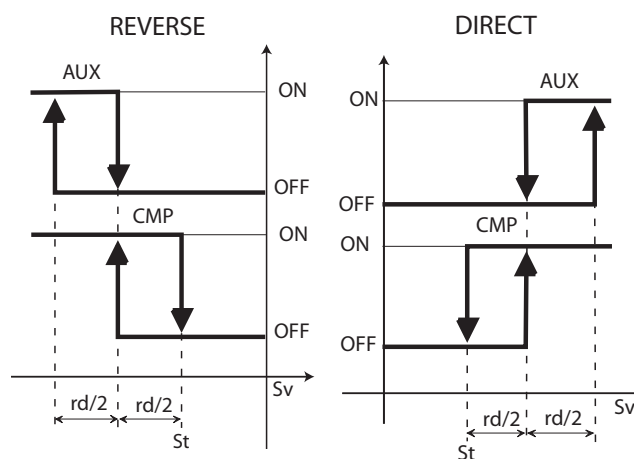 REVERSE
AUX
ON
OFF
CMP
ON
OFF
Sv
rd/2
rd/2
St
DIRECT
AUX
ON
OFF
CMP
ON
OFF
Sv
rd/2
rd/2
St